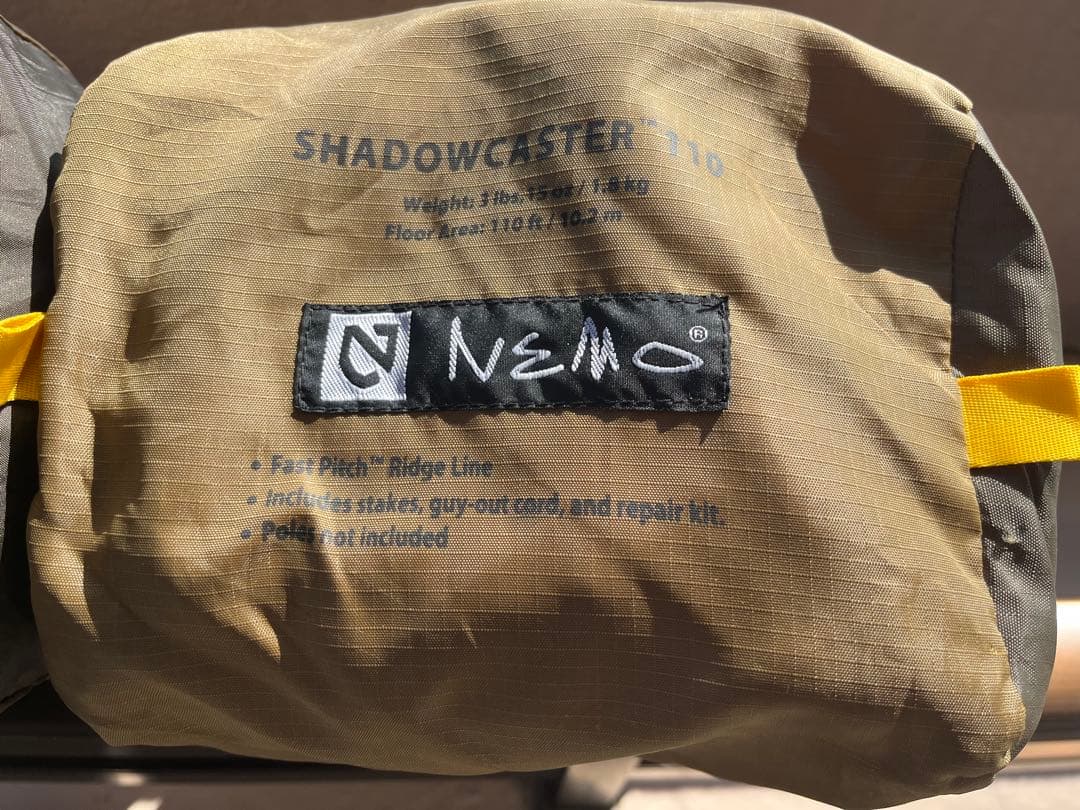 SHADOWCASTER™ 110
Weight: 3 lbs, 15 oz / 1.8 kg
Floor Area: 110 ft / 10.2 m
NEMO®
• Fast Pitch™ Ridge Line
• Includes stakes, guy-out cord, and repair kit.
• Poles not included